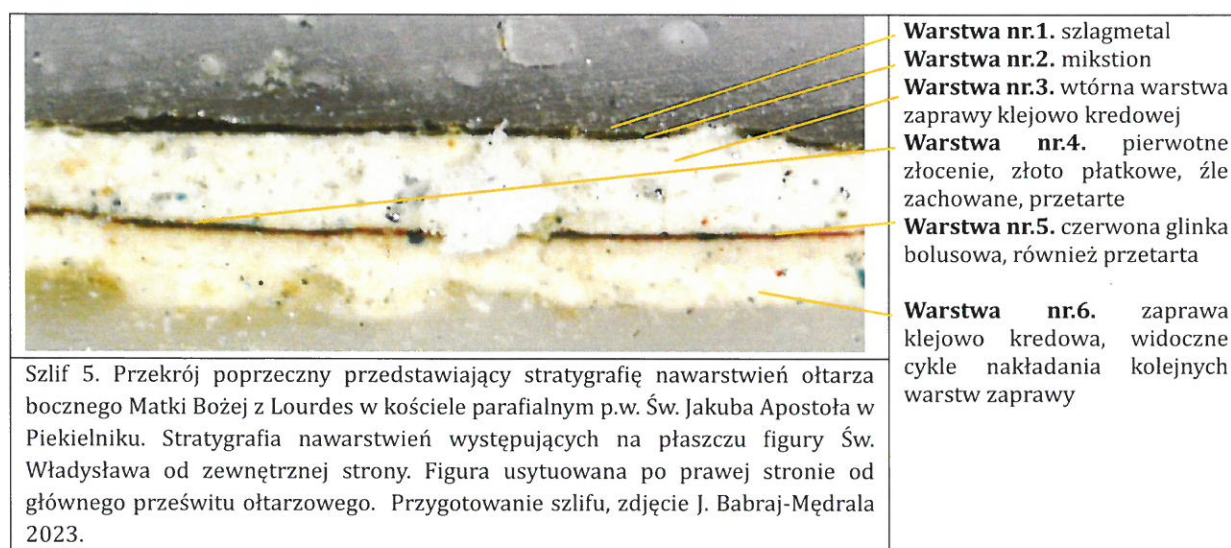 Warstwa nr.1. szlagmetal
Warstwa nr.2. mikstion
Warstwa nr.3. wtórna warstwa
zaprawy klejowo kredowej
Warstwa nr.4. pierwotne
złocenie, złoto płatkowe, źle
zachowane, przetarte
Warstwa nr.5. czerwona glinka
bolusowa, również przetarta
Warstwa nr.6. zaprawa
klejowo kredowa, widoczne
cykle nakładania kolejnych
warstw zaprawy
Szlif 5. Przekrój poprzeczny przedstawiający stratygrafię nawarstwień ołtarza
bocznego Matki Bożej z Lourdes w kościele parafialnym p.w. Św. Jakuba Apostoła w
Piekielniku. Stratygrafia nawarstwień występujących na płaszczu figury Św.
Władysława od zewnętrznej strony. Figura usytuowana po prawej stronie od
głównego prześwitu ołtarzowego. Przygotowanie szlifu, zdjęcie J. Babraj-Mędrala
2023.